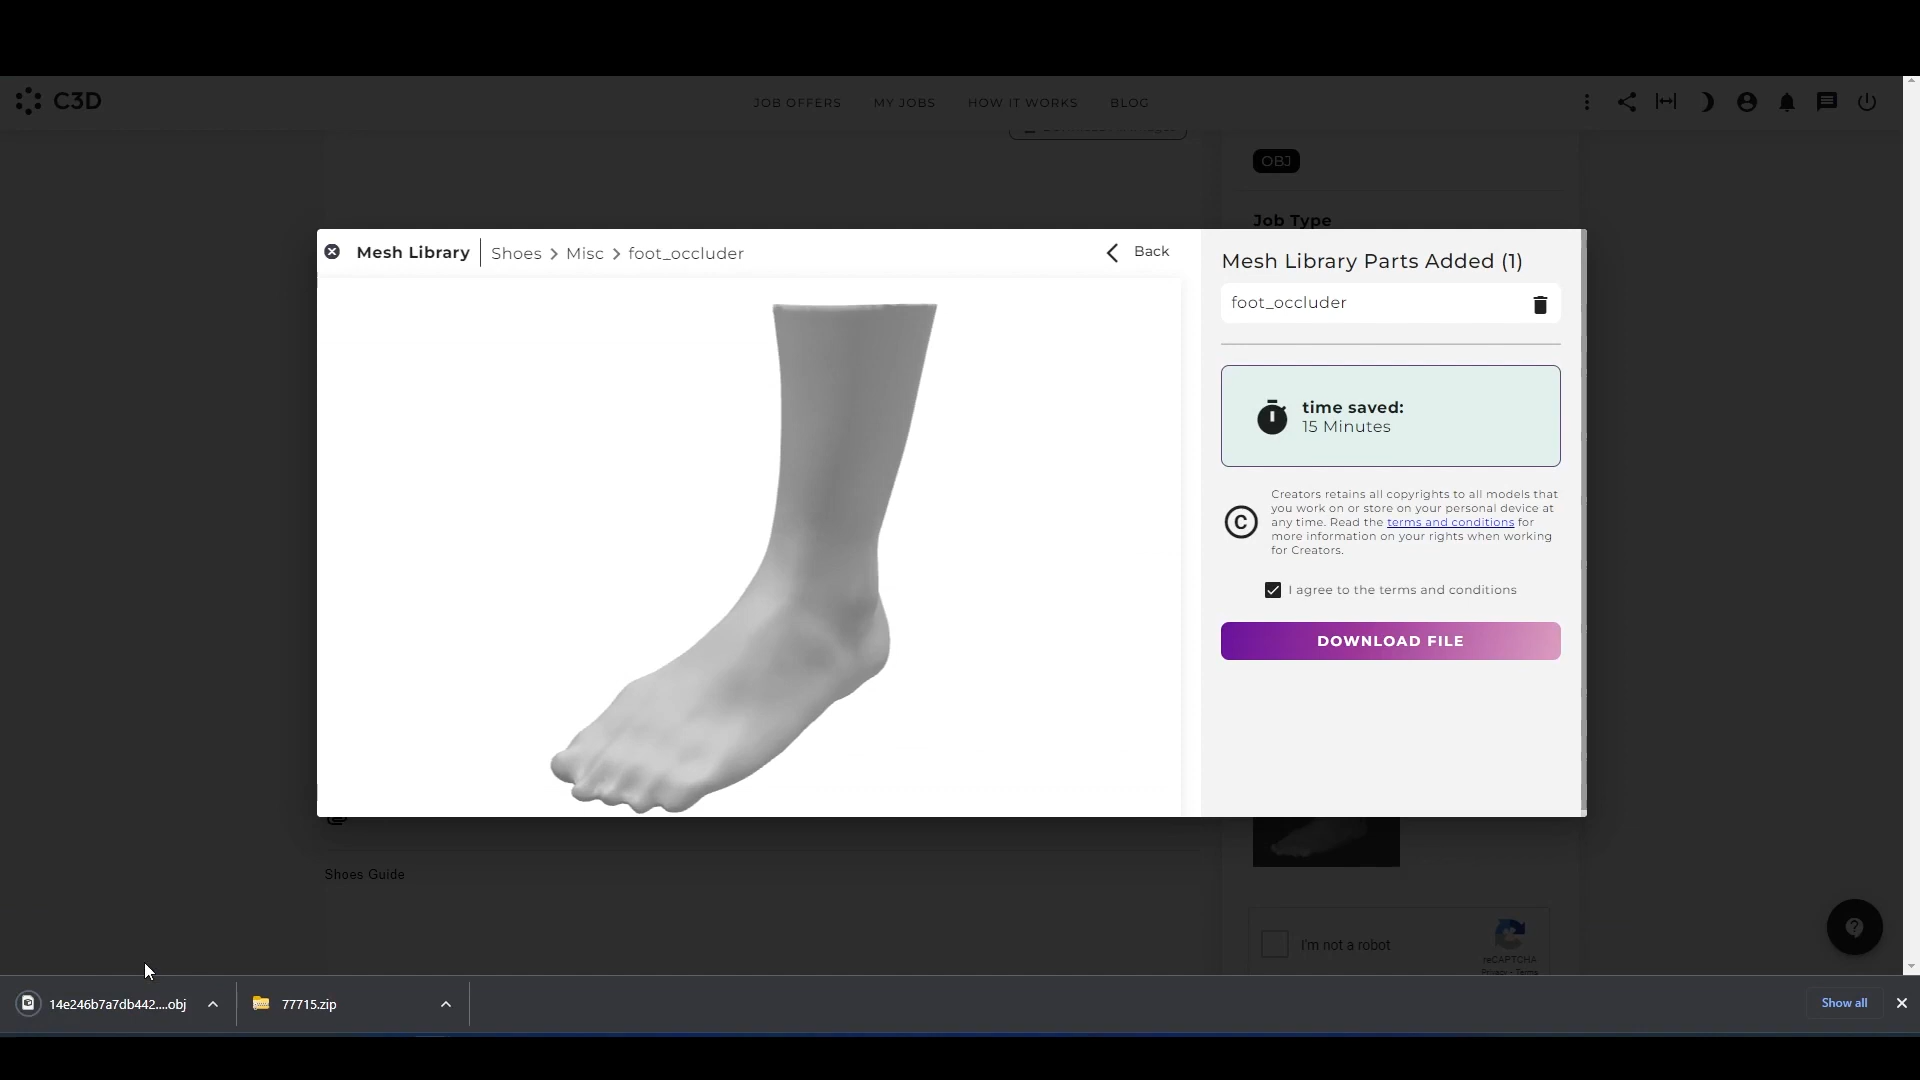 C3D
JOB OFFERS
MY JOBS
HOW IT WORKS
BLOG
OBJ
Job Type
Mesh Library
Shoes > Misc > foot_occluder
Back
Mesh Library Parts Added (1)
foot_occluder
time saved:
15 Minutes
Creators retains all copyrights to all models that
you work on or store on your personal device at
any time. Read the terms and conditions for
more information on your rights when working
for Creators.
I agree to the terms and conditions
DOWNLOAD FILE
Shoes Guide
I'm not a robot
reCAPTCHA
Privacy - Terms
14e246b7a7db442....obj
77715.zip
Show all